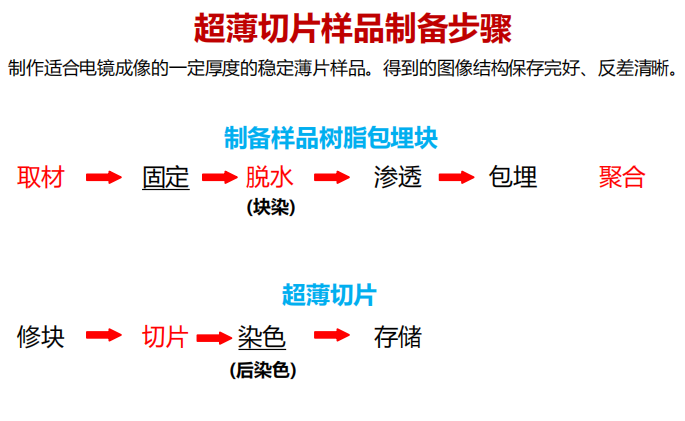 超薄切片样品制备步骤
制作适合电镜成像的一定厚度的稳定薄片样品。得到的图像结构保存完好、反差清晰。
制备样品树脂包埋块
取材 固定 脱水 渗透 包埋 聚合
(块染)
超薄切片
修块 切片 染色 存储
(后染色)